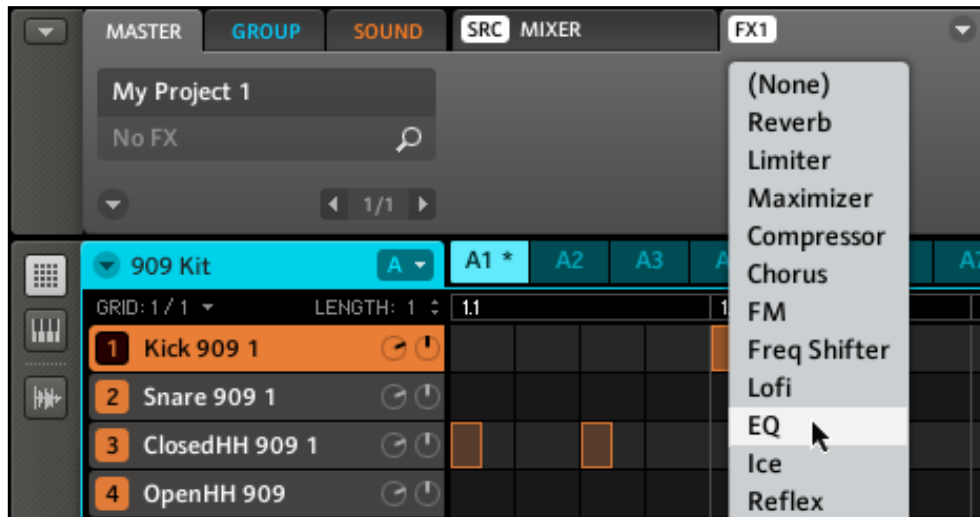 MASTER GROUP SOUND SRC MIXER FX1
My Project 1
No FX
1/1
(None)
Reverb
Limiter
Maximizer
Compressor
Chorus
FM
Freq Shifter
Lofi
EQ
Ice
Reflex
909 Kit A A1 * A2 A3
GRID: 1 / 1 LENGTH: 1 1.1
1 Kick 909 1
2 Snare 909 1
3 ClosedHH 909 1
4 OpenHH 909